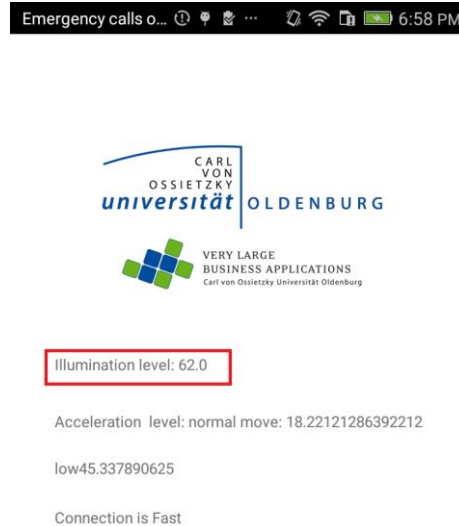 Emergency calls o... ... 6:58 PM
CARL
VON
OSSIETZKY
universität OLDENBURG
VERY LARGE
BUSINESS APPLICATIONS
Carl von Ossietzky Universität Oldenburg
Illumination level: 62.0
Acceleration  level: normal move: 18.22121286392212
low45.337890625
Connection is Fast